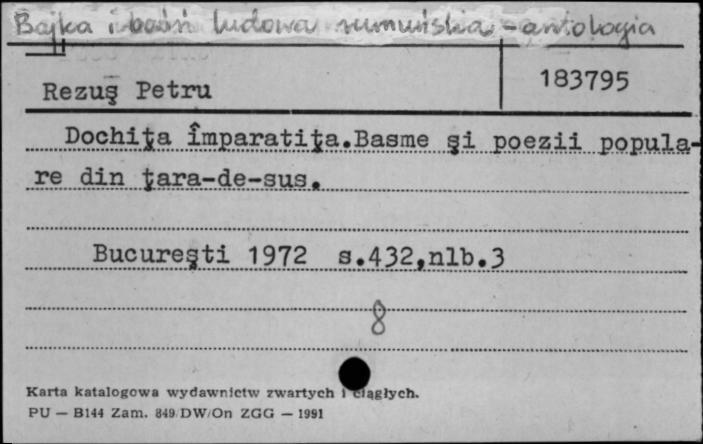 Bajka i baśń ludowa rumuńska - antologia
Rezuş Petru
183795
Dochiţa împaratiţa.Basme şi poezii popula-
re din ţara-de-sus.
Bucureşti 1972 s.432,nlb.3
8
Karta katalogowa wydawnictw zwartych i ciągłych.
PU — B144 Zam. 849/DW/On ZGG — 1991